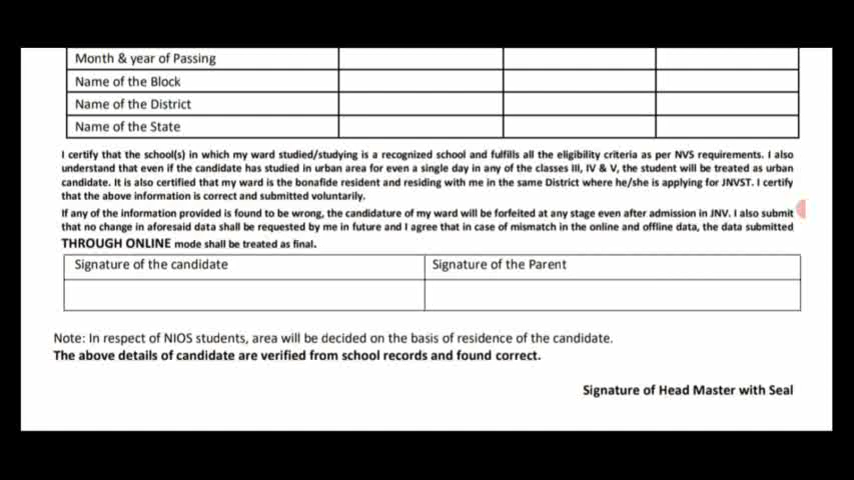 Month & year of Passing
Name of the Block
Name of the District
Name of the State
I certify that the school(s) in which my ward studied/studying is a recognized school and fulfills all the eligibility criteria as per NVS requirements. I also
understand that even if the candidate has studied in urban area for even a single day in any of the classes III, IV & V, the student will be treated as urban
candidate. It is also certified that my ward is the bonafide resident and residing with me in the same District where he/she is applying for JNVST. I certify
that the above information is correct and submitted voluntarily.
If any of the information provided is found to be wrong, the candidature of my ward will be forfeited at any stage even after admission in JNV. I also submit
that no change in aforesaid data shall be requested by me in future and I agree that in case of mismatch in the online and offline data, the data submitted
THROUGH ONLINE mode shall be treated as final.
Signature of the candidate Signature of the Parent
Note: In respect of NIOS students, area will be decided on the basis of residence of the candidate.
The above details of candidate are verified from school records and found correct.
Signature of Head Master with Seal